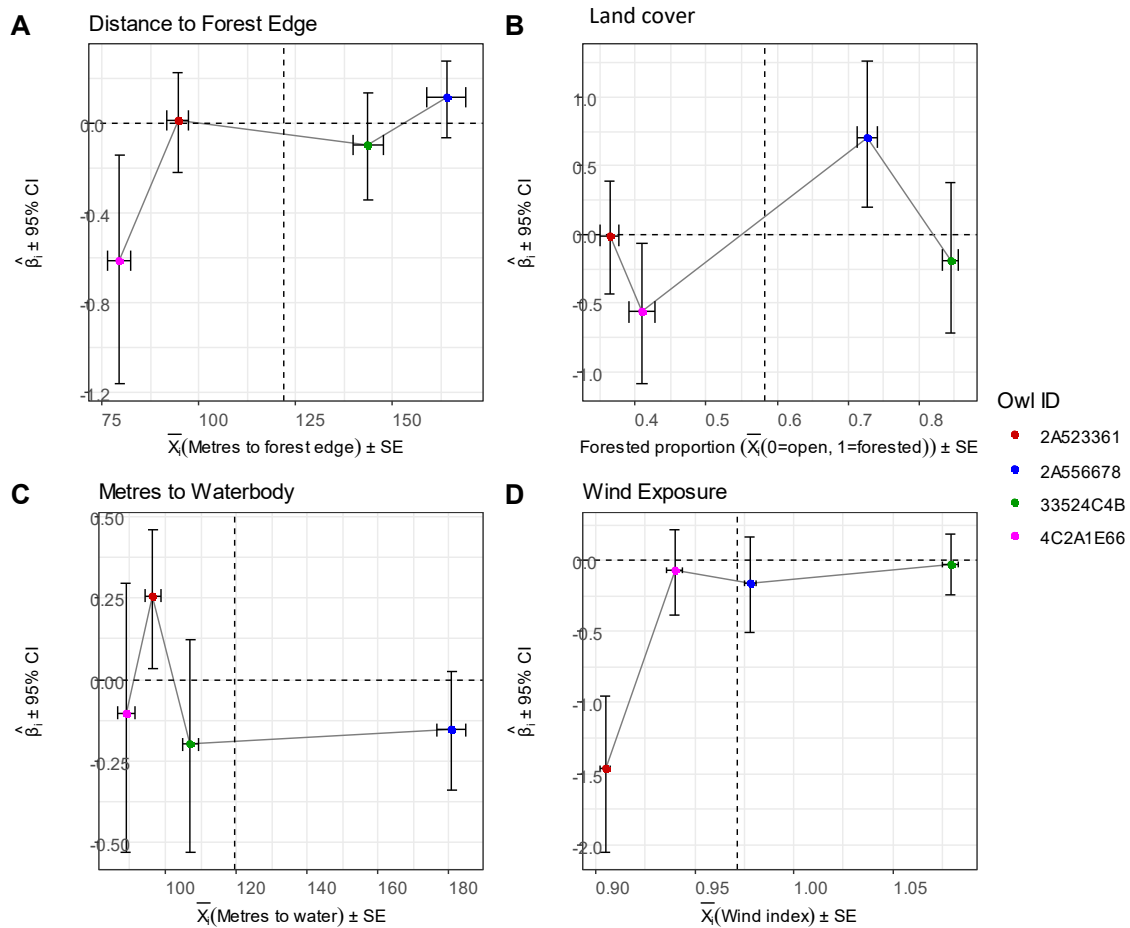 A Distance to Forest Edge
0.0
-0.4
-0.8
-1.2
β̂i ± 95% CI
75 100 125 150
X̄i(Metres to forest edge) ± SE
B Land cover
1.0
0.5
0.0
-0.5
-1.0
β̂i ± 95% CI
0.4 0.5 0.6 0.7 0.8
Forested proportion (X̄i(0=open, 1=forested)) ± SE
C Metres to Waterbody
0.50
0.25
0.00
-0.25
-0.50
β̂i ± 95% CI
100 120 140 160 180
X̄i(Metres to water) ± SE
D Wind Exposure
0.0
-0.5
-1.0
-1.5
-2.0
β̂i ± 95% CI
0.90 0.95 1.00 1.05
X̄i(Wind index) ± SE
Owl ID
2A523361
2A556678
33524C4B
4C2A1E66